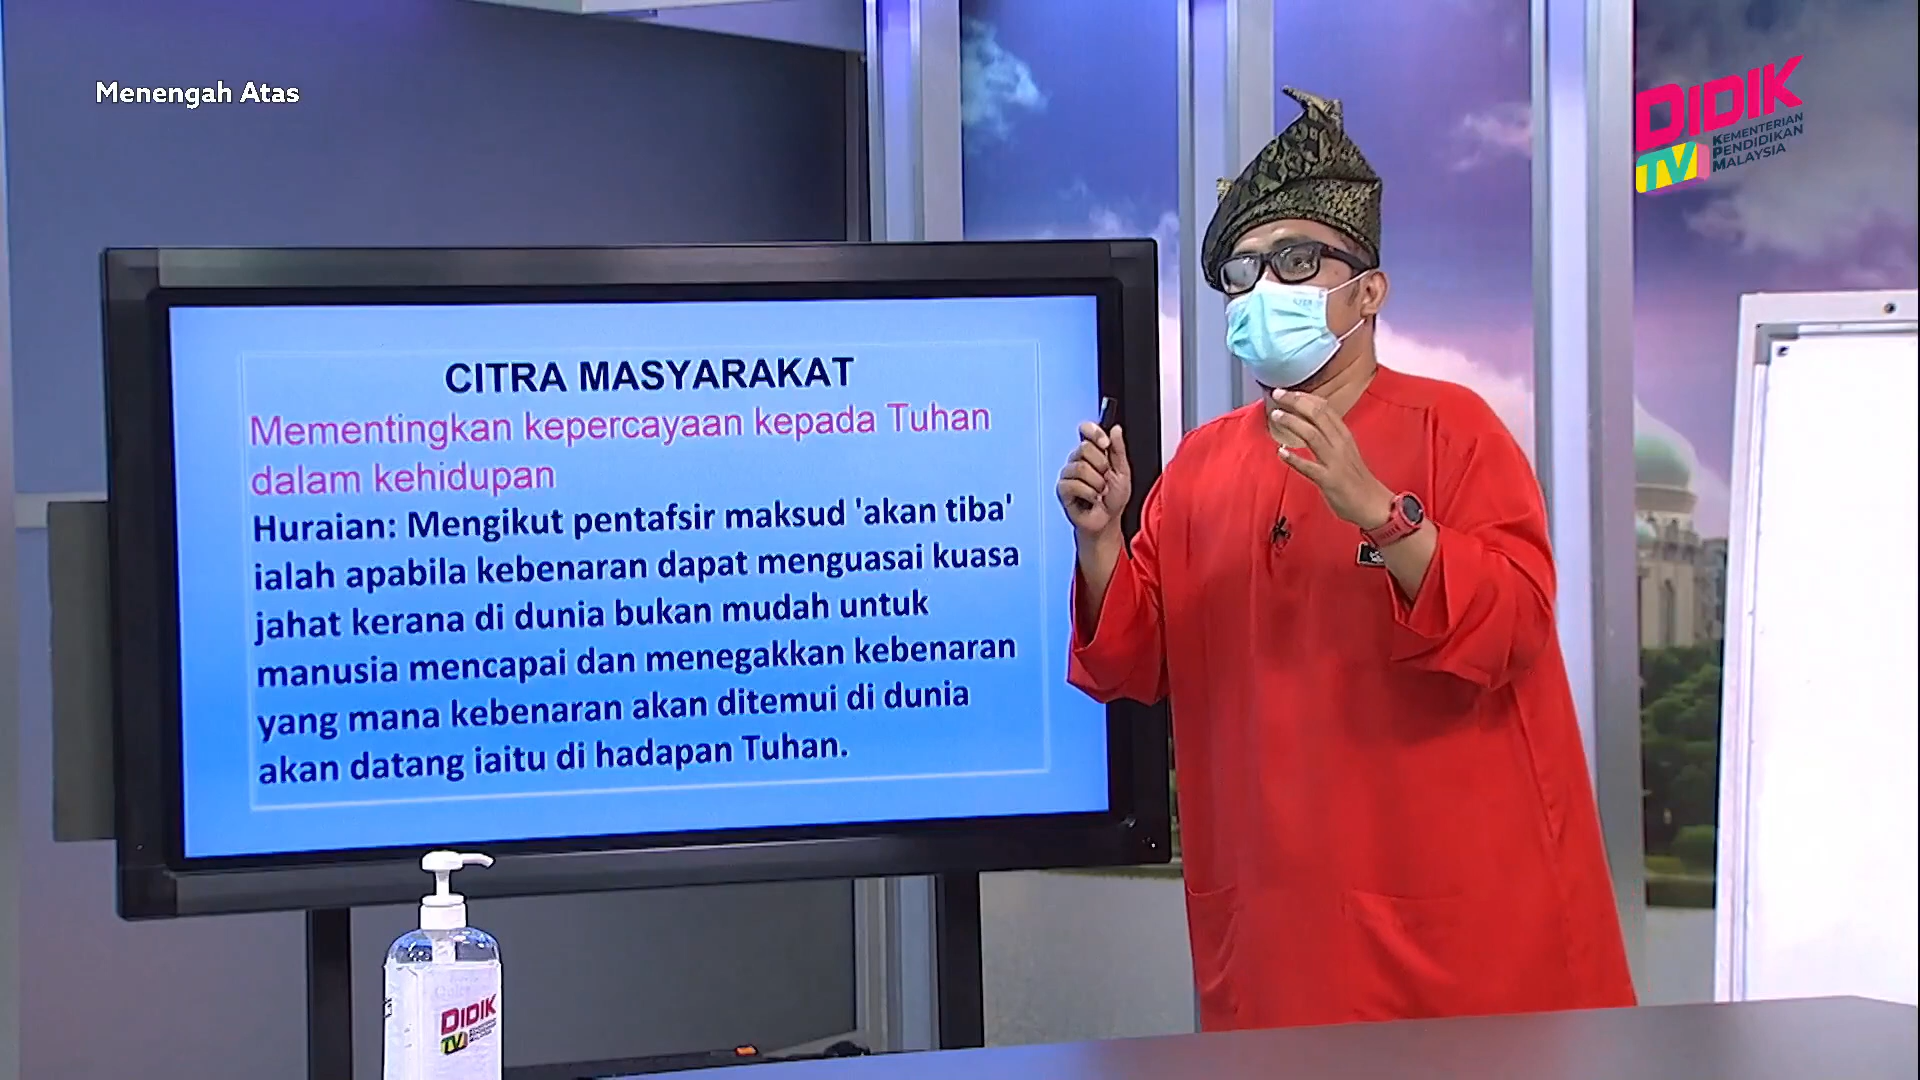 Menengah Atas
DIDIK
TV
KEMENTERIAN
PENDIDIKAN
MALAYSIA
CITRA MASYARAKAT
Mementingkan kepercayaan kepada Tuhan
dalam kehidupan
Huraian: Mengikut pentafsir maksud 'akan tiba'
ialah apabila kebenaran dapat menguasai kuasa
jahat kerana di dunia bukan mudah untuk
manusia mencapai dan menegakkan kebenaran
yang mana kebenaran akan ditemui di dunia
akan datang iaitu di hadapan Tuhan.
DIDIK
TV